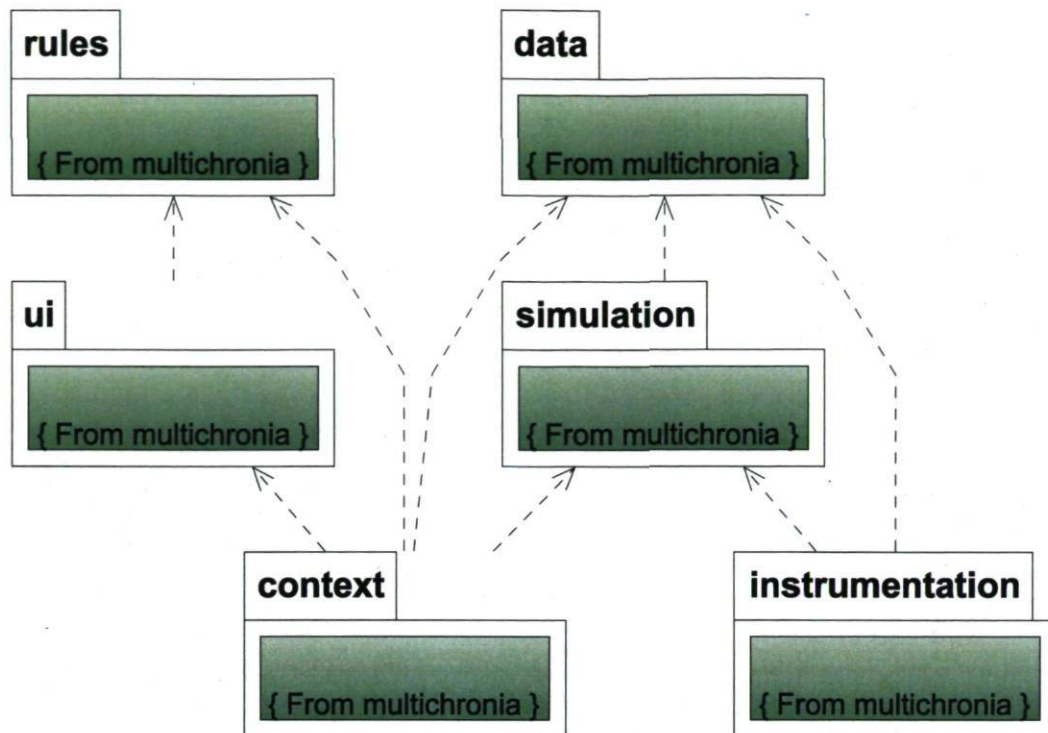 rules
{ From multichronia }
data
{ From multichronia }
ui
{ From multichronia }
simulation
{ From multichronia }
context
{ From multichronia }
instrumentation
{ From multichronia }